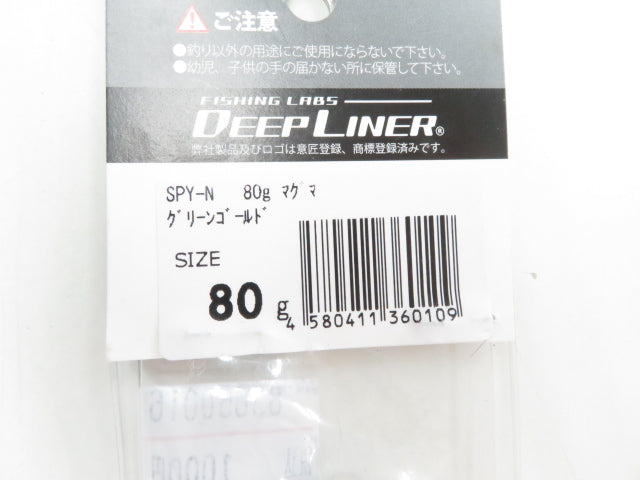 ご注意
●釣り以外の用途にご使用にならないで下さい。
●幼児、子供の手の届かない所に保管して下さい。
FISHING LABS
DEEP LINER®
弊社製品及びロゴは意匠登録、商標登録済みです。
SPY-N 80g ﾏｸﾞﾏ
ｸﾞﾘｰﾝｺﾞｰﾙﾄﾞ
SIZE
80 g
4 580411 360109